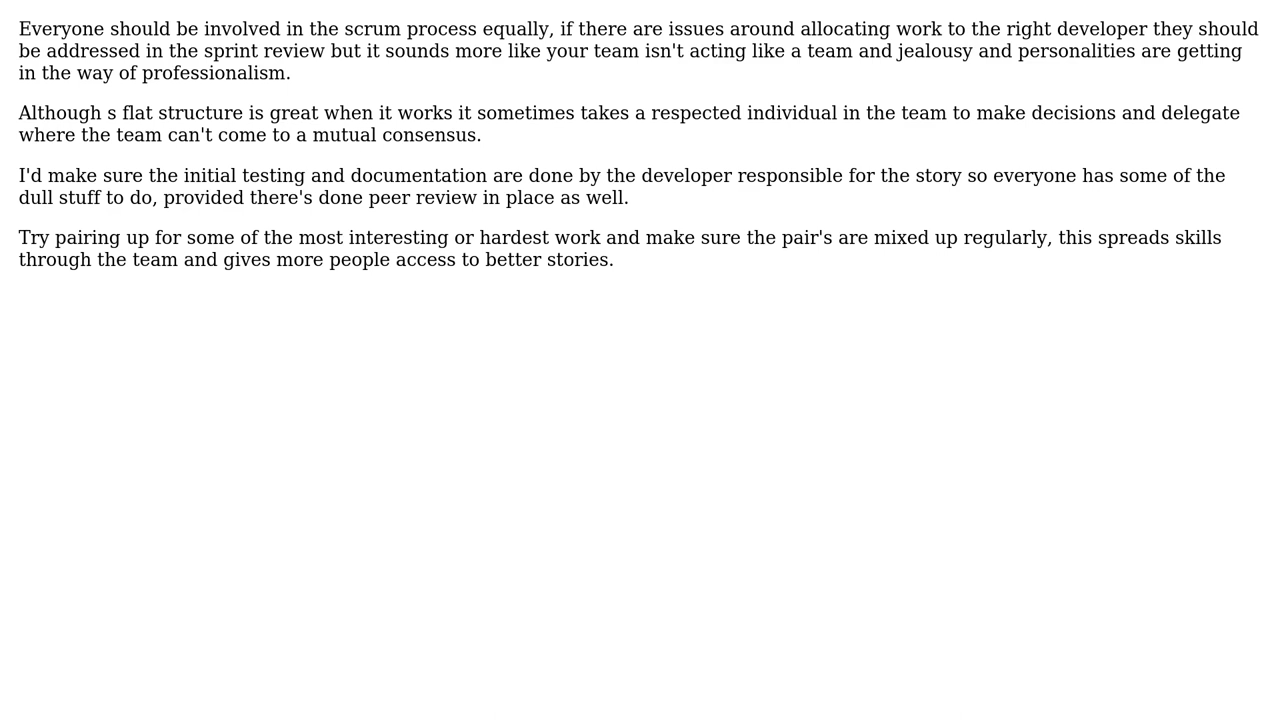 Everyone should be involved in the scrum process equally, if there are issues around allocating work to the right developer they should
be addressed in the sprint review but it sounds more like your team isn't acting like a team and jealousy and personalities are getting
in the way of professionalism.
Although s flat structure is great when it works it sometimes takes a respected individual in the team to make decisions and delegate
where the team can't come to a mutual consensus.
I'd make sure the initial testing and documentation are done by the developer responsible for the story so everyone has some of the
dull stuff to do, provided there's done peer review in place as well.
Try pairing up for some of the most interesting or hardest work and make sure the pair's are mixed up regularly, this spreads skills
through the team and gives more people access to better stories.